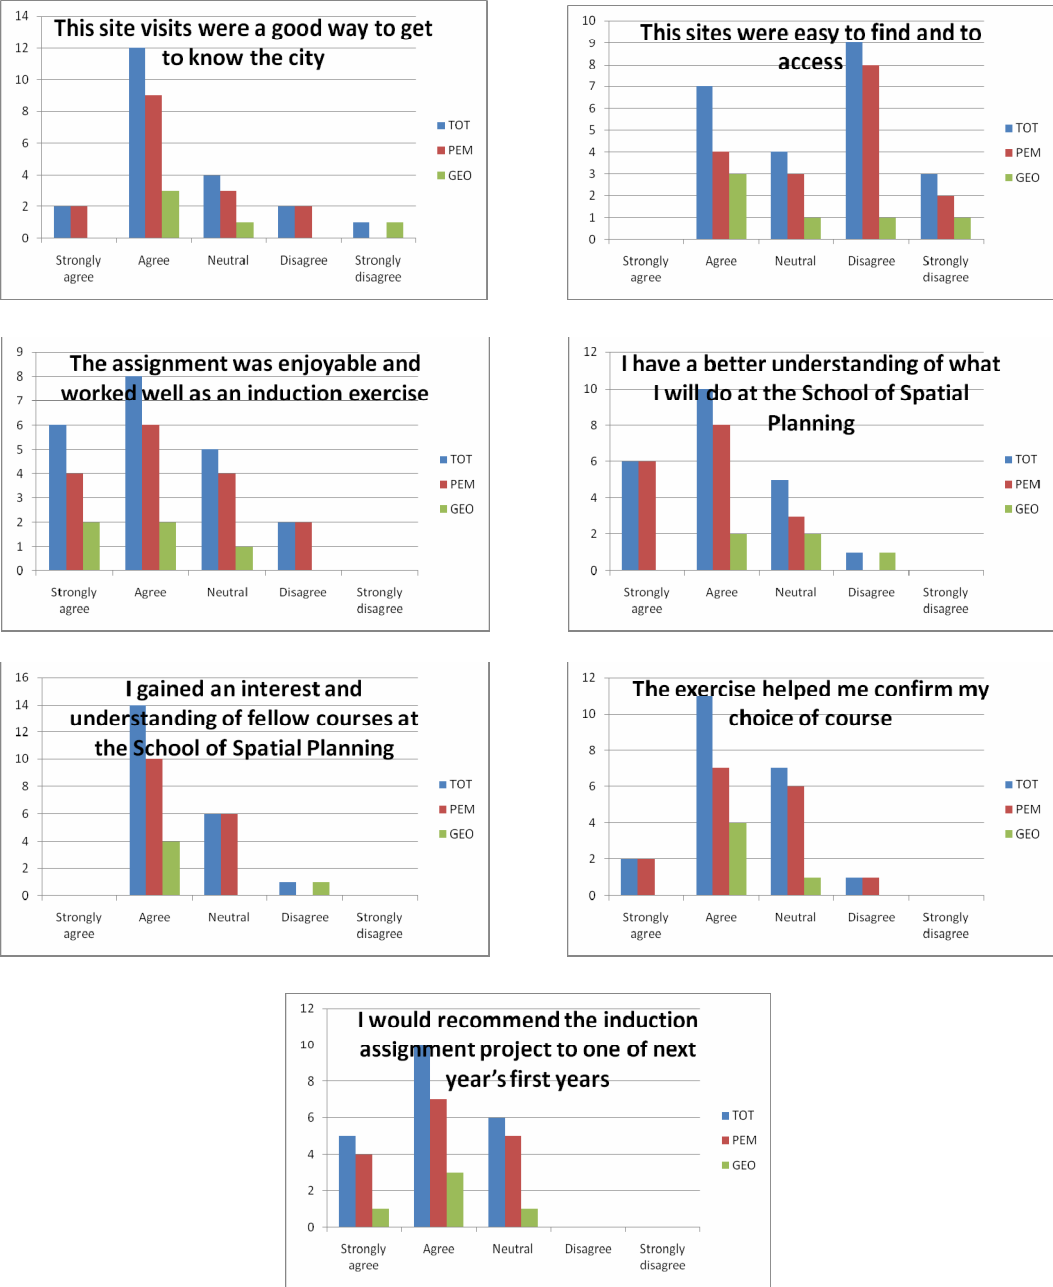 This site visits were a good way to get
to know the city
14
12
10
8
6
4
2
0
Strongly agree
Agree
Neutral
Disagree
Strongly disagree
TOT
PEM
GEO
This sites were easy to find and to
access
10
9
8
7
6
5
4
3
2
1
0
Strongly agree
Agree
Neutral
Disagree
Strongly disagree
TOT
PEM
GEO
The assignment was enjoyable and
worked well as an induction exercise
9
8
7
6
5
4
3
2
1
0
Strongly agree
Agree
Neutral
Disagree
Strongly disagree
TOT
PEM
GEO
I have a better understanding of what
I will do at the School of Spatial
Planning
12
10
8
6
4
2
0
Strongly agree
Agree
Neutral
Disagree
Strongly disagree
TOT
PEM
GEO
I gained an interest and
understanding of fellow courses at
the School of Spatial Planning
16
14
12
10
8
6
4
2
0
Strongly agree
Agree
Neutral
Disagree
Strongly disagree
TOT
PEM
GEO
The exercise helped me confirm my
choice of course
12
10
8
6
4
2
0
Strongly agree
Agree
Neutral
Disagree
Strongly disagree
TOT
PEM
GEO
I would recommend the induction
assignment project to one of next
year's first years
12
10
8
6
4
2
0
Strongly agree
Agree
Neutral
Disagree
Strongly disagree
TOT
PEM
GEO